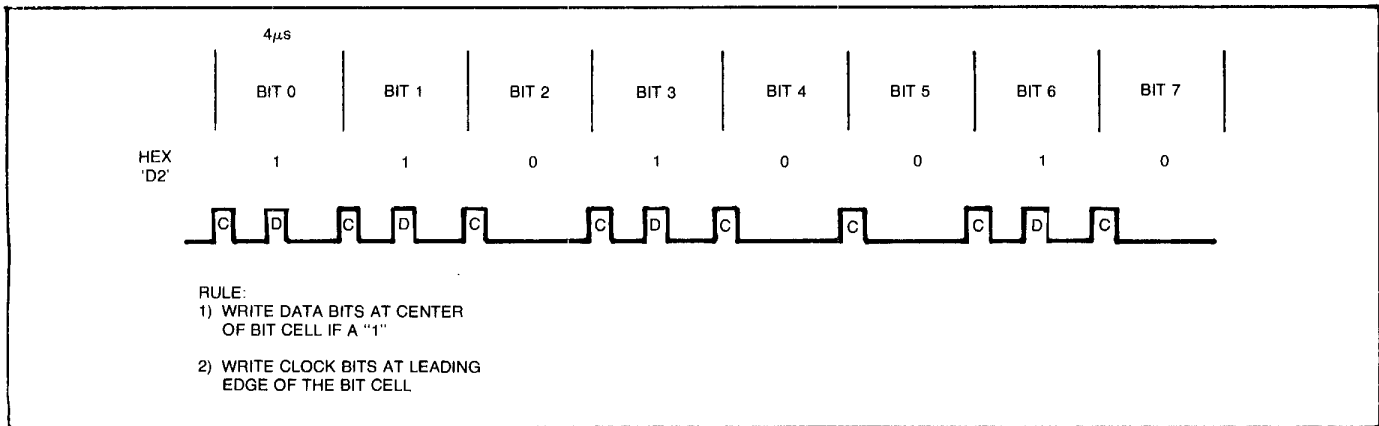 4μs
BIT 0 BIT 1 BIT 2 BIT 3 BIT 4 BIT 5 BIT 6 BIT 7
HEX
'D2'
1 1 0 1 0 0 1 0
C D C D C C D C C C D C
RULE:
1) WRITE DATA BITS AT CENTER
OF BIT CELL IF A "1"
2) WRITE CLOCK BITS AT LEADING
EDGE OF THE BIT CELL